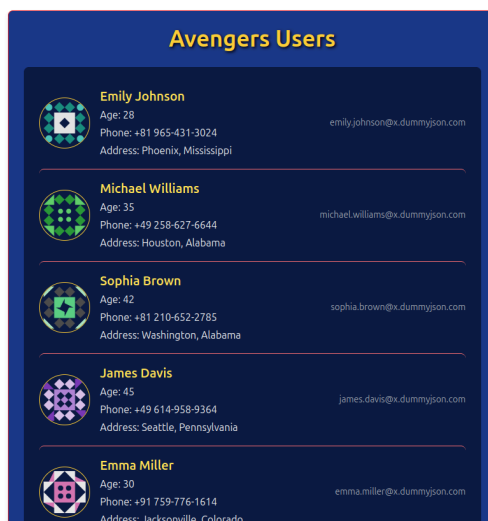 Avengers Users
Emily Johnson
Age: 28
Phone: +81 965-431-3024
Address: Phoenix, Mississippi
emily.johnson@x.dummyjson.com
Michael Williams
Age: 35
Phone: +49 258-627-6644
Address: Houston, Alabama
michael.williams@x.dummyjson.com
Sophia Brown
Age: 42
Phone: +81 210-652-2785
Address: Washington, Alabama
sophia.brown@x.dummyjson.com
James Davis
Age: 45
Phone: +49 614-958-9364
Address: Seattle, Pennsylvania
james.davis@x.dummyjson.com
Emma Miller
Age: 30
Phone: +91 759-776-1614
Address: Jacksonville, Colorado
emma.miller@x.dummyjson.com